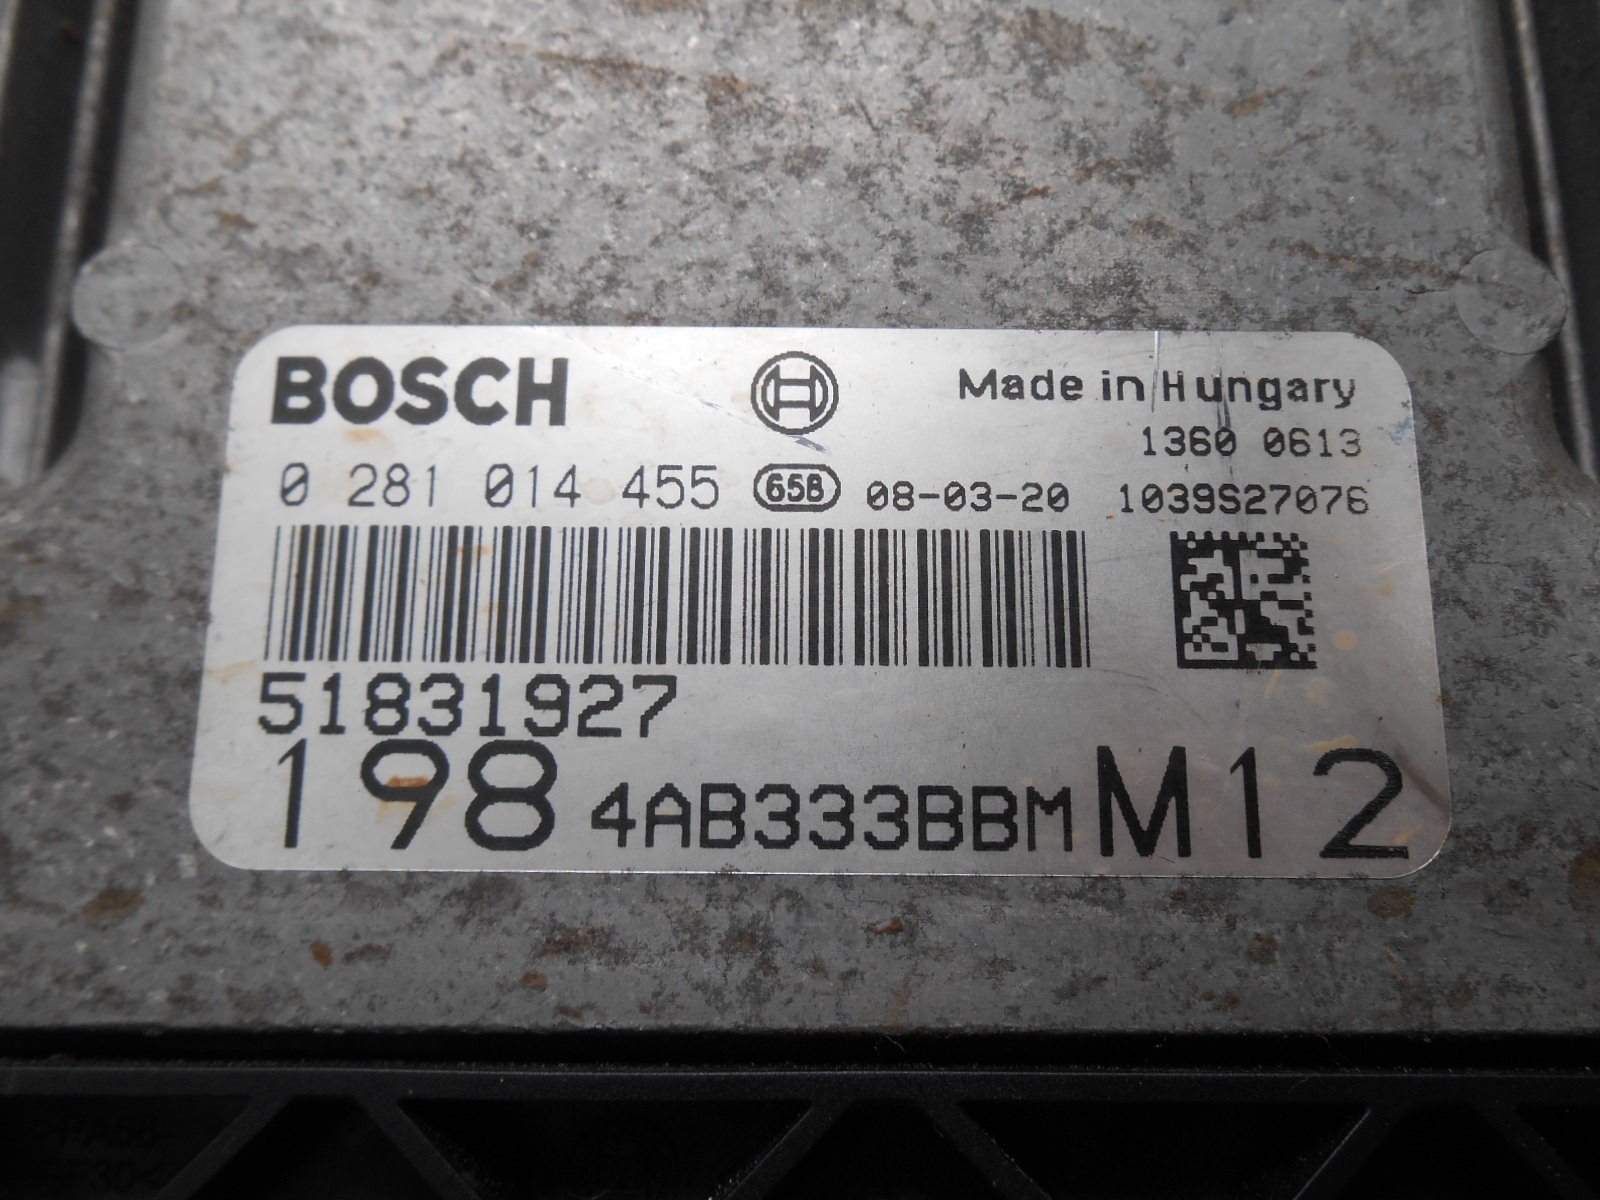 BOSCH Made in Hungary
1360 0613
0 281 014 455 658 08-03-20 1039S27076
51831927
198 4AB333BBM M12